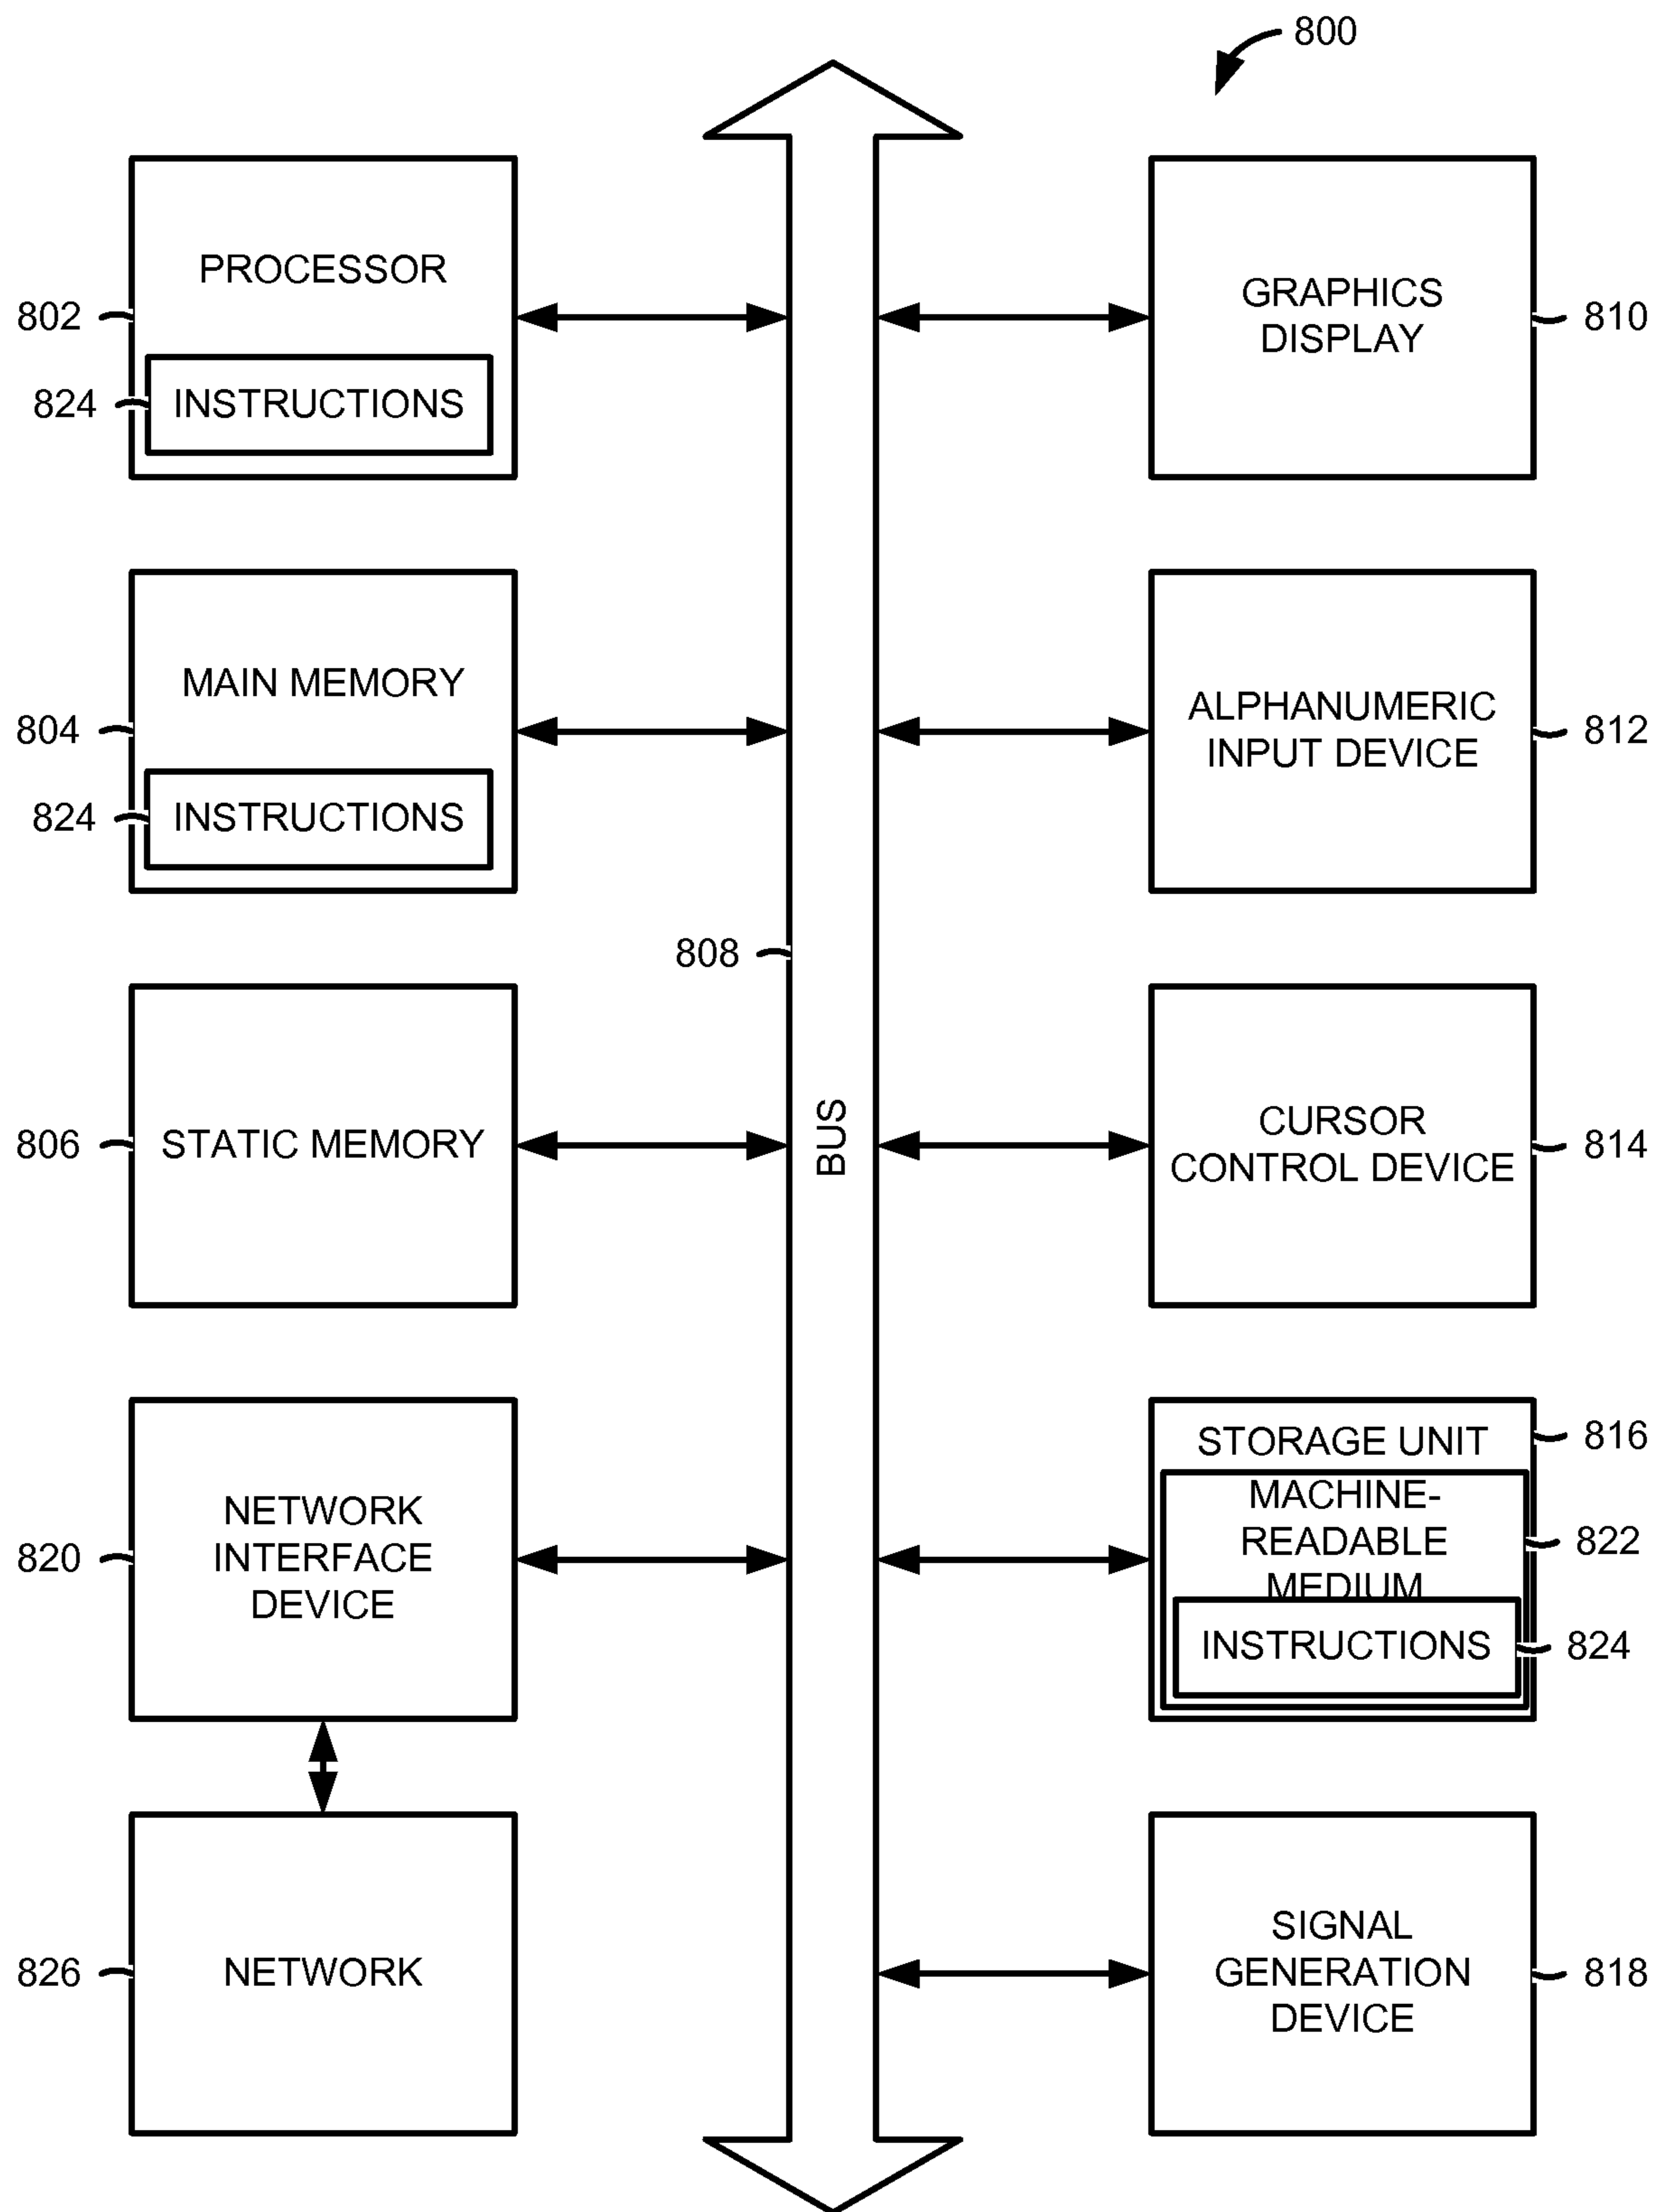 800
PROCESSOR
802
824
INSTRUCTIONS
MAIN MEMORY
804
824
INSTRUCTIONS
806
STATIC MEMORY
820
NETWORK
INTERFACE
DEVICE
826
NETWORK
808
BUS
GRAPHICS
DISPLAY
810
ALPHANUMERIC
INPUT DEVICE
812
CURSOR
CONTROL DEVICE
814
STORAGE UNIT
816
MACHINE-
READABLE
MEDIUM
822
INSTRUCTIONS
824
SIGNAL
GENERATION
DEVICE
818